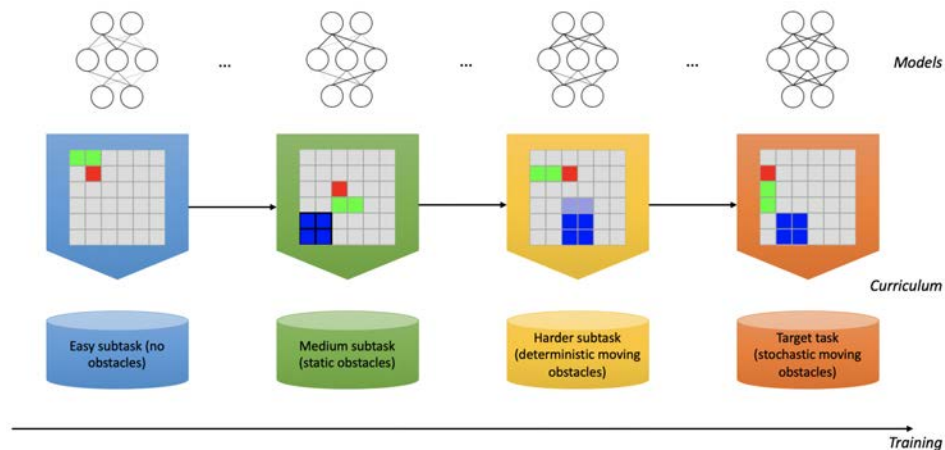 ...
...
...
Models
Curriculum
Easy subtask (no
obstacles)
Medium subtask
(static obstacles)
Harder subtask
(deterministic moving
obstacles)
Target task
(stochastic moving
obstacles)
Training